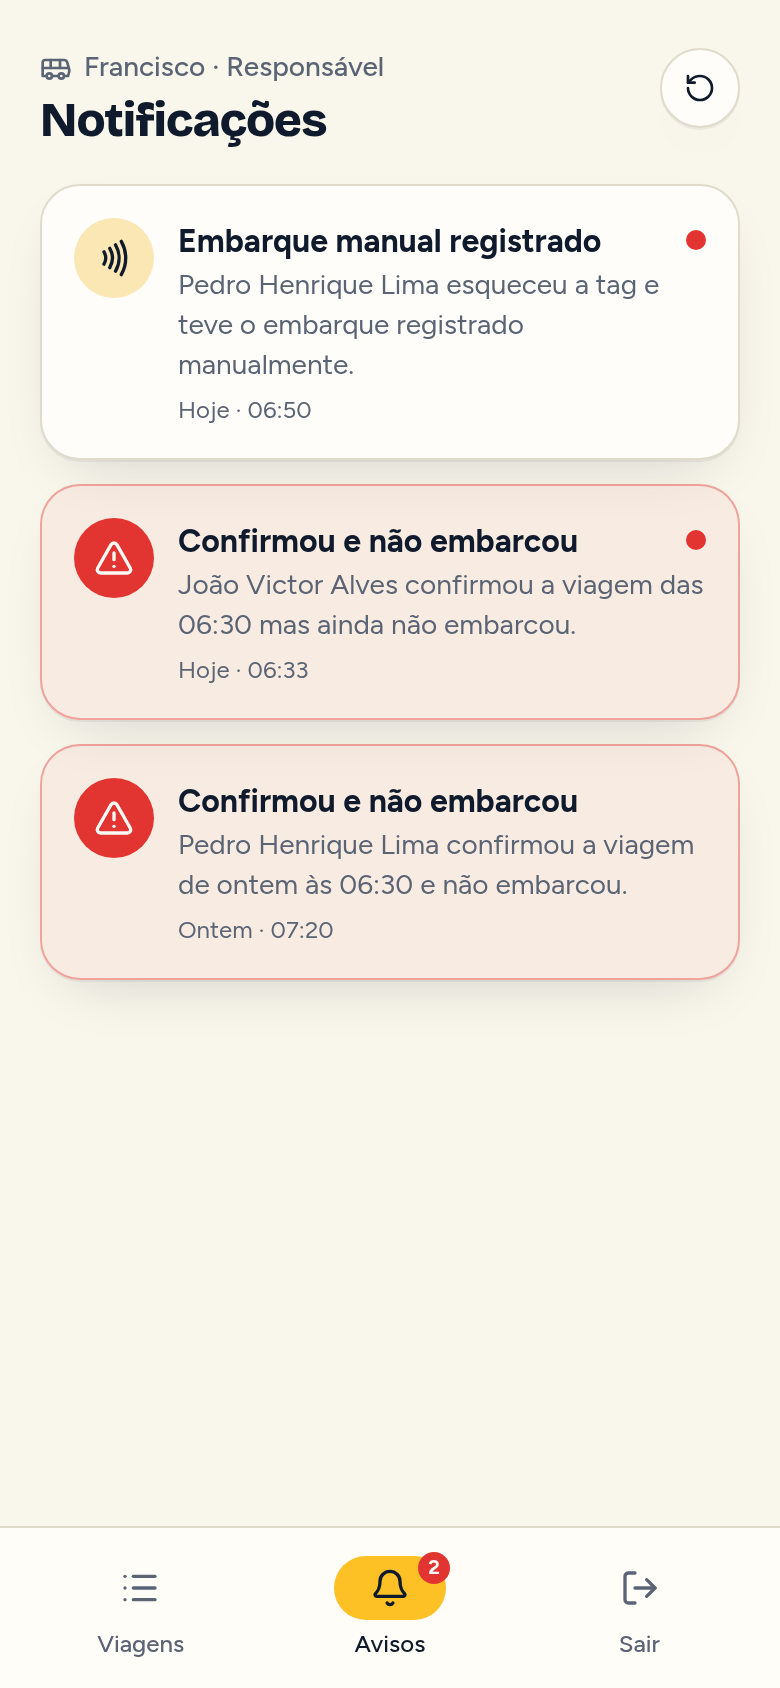 Francisco · Responsável
Notificações
Embarque manual registrado
Pedro Henrique Lima esqueceu a tag e
teve o embarque registrado
manualmente.
Hoje · 06:50
Confirmou e não embarcou
João Victor Alves confirmou a viagem das
06:30 mas ainda não embarcou.
Hoje · 06:33
Confirmou e não embarcou
Pedro Henrique Lima confirmou a viagem
de ontem às 06:30 e não embarcou.
Ontem · 07:20
2
Viagens
Avisos
Sair